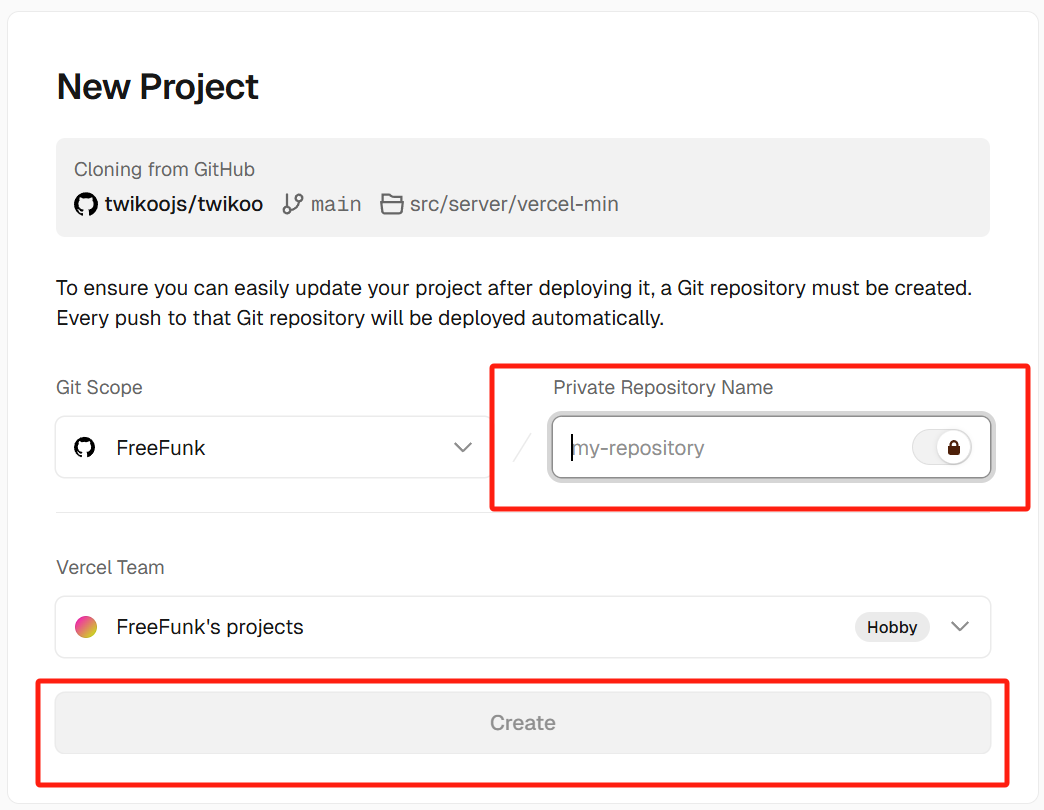 New Project
Cloning from GitHub
twikoojs/twikoo main src/server/vercel-min
To ensure you can easily update your project after deploying it, a Git repository must be created.
Every push to that Git repository will be deployed automatically.
Git Scope
Private Repository Name
FreeFunk
my-repository
Vercel Team
FreeFunk's projects
Hobby
Create